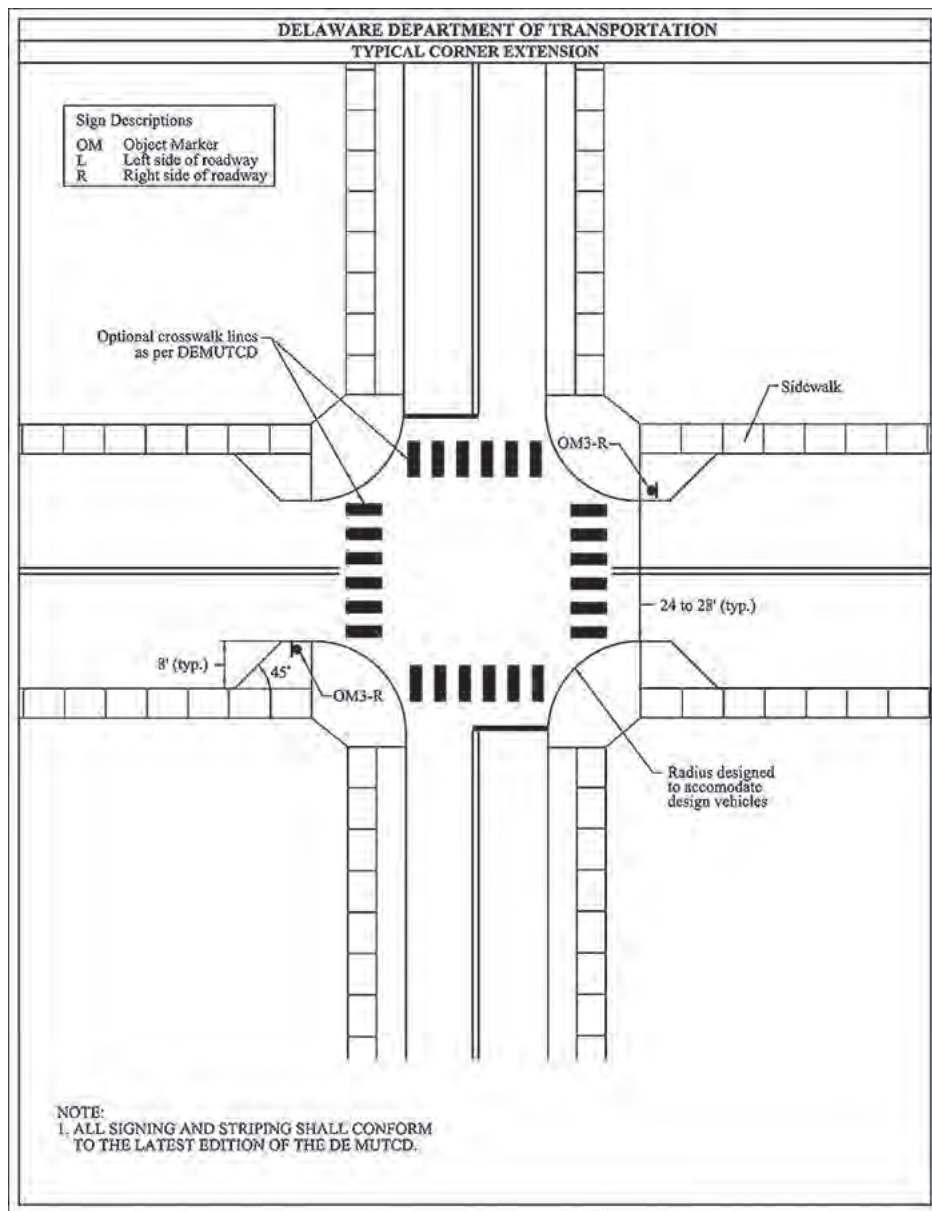 DELAWARE DEPARTMENT OF TRANSPORTATION
TYPICAL CORNER EXTENSION
Sign Descriptions
OM Object Marker
L Left side of roadway
R Right side of roadway
Optional crosswalk lines
as per DEMUTCD
Sidewalk
OM3-R
24 to 28' (typ.)
8' (typ.)
45°
OM3-R
Radius designed
to accomodate
design vehicles
NOTE:
1. ALL SIGNING AND STRIPING SHALL CONFORM
TO THE LATEST EDITION OF THE DE MUTCD.